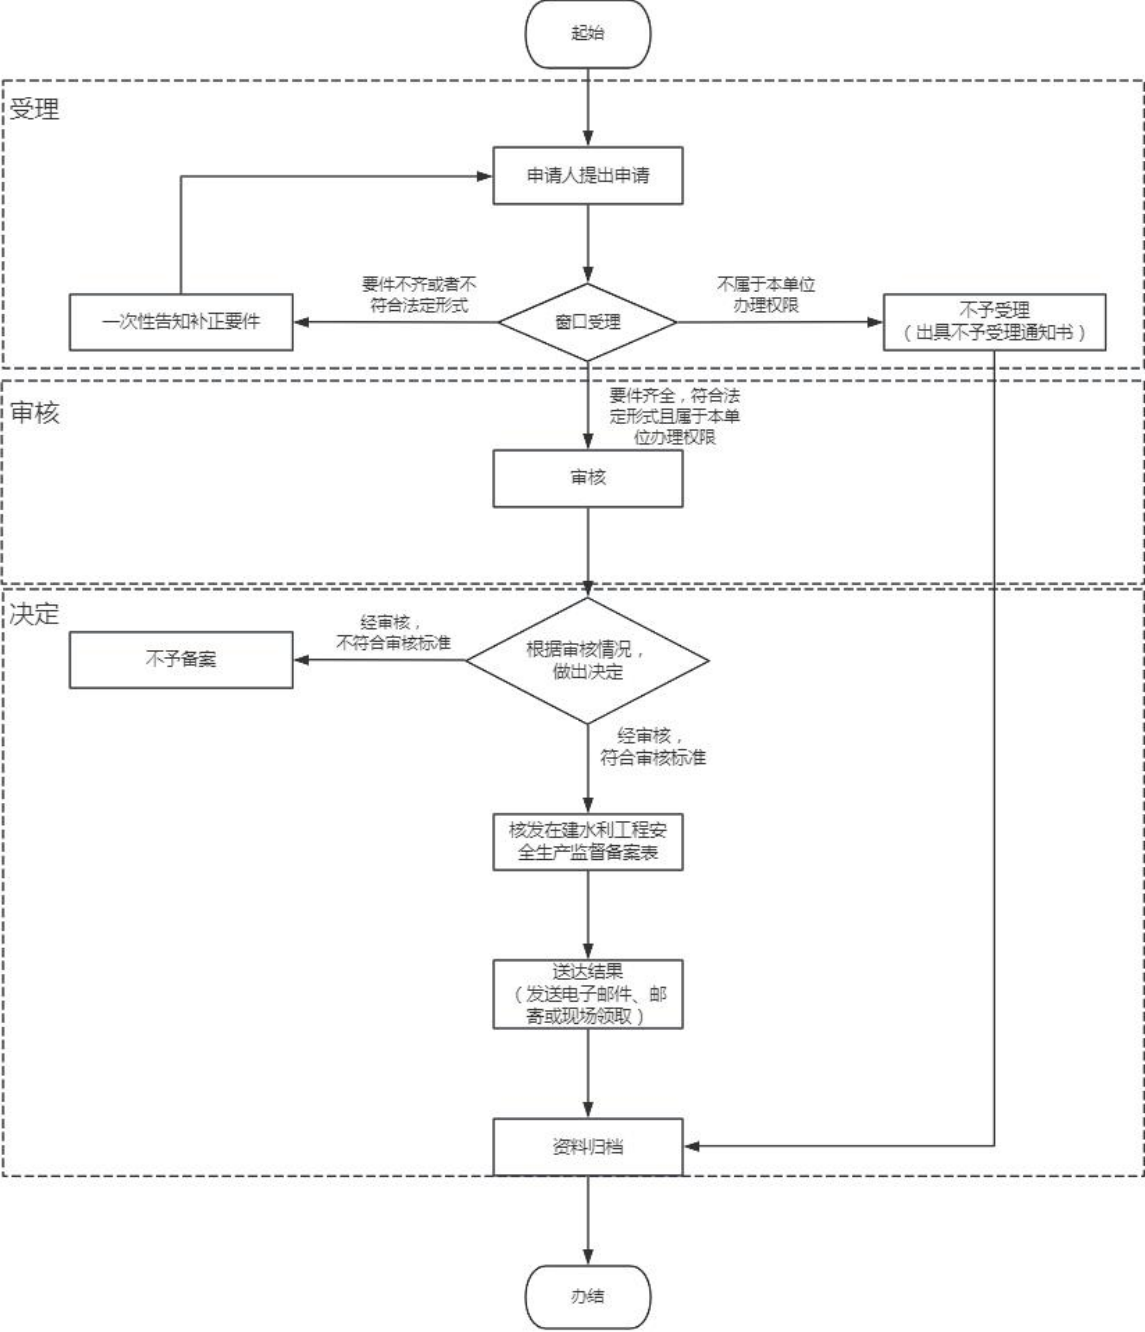 起始
受理
申请人提出申请
要件不齐或者不
符合法定形式
不属于本单位
办理权限
一次性告知补正要件
窗口受理
不予受理
（出具不予受理通知书）
审核
要件齐全，符合法
定形式且属于本单
位办理权限
审核
决定
经审核，
不符合审核标准
不予备案
根据审核情况，
做出决定
经审核，
符合审核标准
核发在建水利工程安
全生产监督备案表
送达结果
（发送电子邮件、邮
寄或现场领取）
资料归档
办结